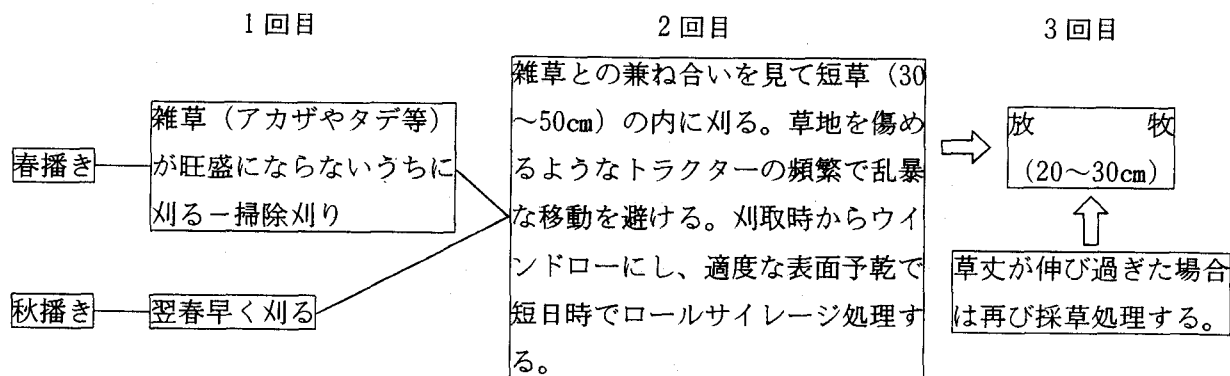 1回目
2回目
3回目
春播き
雑草（アカザやタデ等）
が旺盛にならないうちに
刈る－掃除刈り
秋播き
翌春早く刈る
雑草との兼ね合いを見て短草（30
～50cm）の内に刈る。草地を傷め
るようなトラクターの頻繁で乱暴
な移動を避ける。刈取時からウイ
ンドローにし、適度な表面予乾で
短日時でロールサイレージ処理す
る。
放　　牧
（20～30cm）
草丈が伸び過ぎた場合
は再び採草処理する。